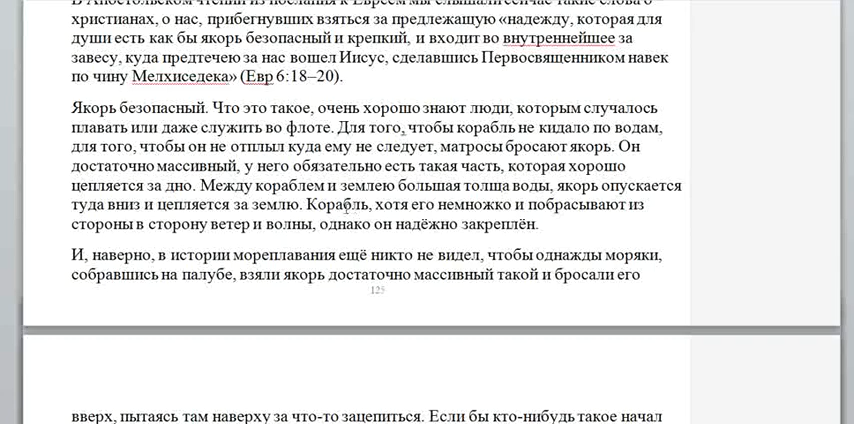 В Апостольском чтении из послания к Евреем мы слышали сейчас такие слова о
христианах, о нас, прибегнувших взяться за предлежащую «надежду, которая для
души есть как бы якорь безопасный и крепкий, и входит во внутреннейшее за
завесу, куда предтечею за нас вошел Иисус, сделавшись Первосвященником навек
по чину Мелхиседека» (Евр 6:18–20).
Якорь безопасный. Что это такое, очень хорошо знают люди, которым случалось
плавать или даже служить во флоте. Для того, чтобы корабль не кидало по водам,
для того, чтобы он не отплыл куда ему не следует, матросы бросают якорь. Он
достаточно массивный, у него обязательно есть такая часть, которая хорошо
цепляется за дно. Между кораблем и землею большая толща воды, якорь опускается
туда вниз и цепляется за землю. Корабль, хотя его немножко и побрасывают из
стороны в сторону ветер и волны, однако он надёжно закреплён.
И, наверно, в истории мореплавания ещё никто не видел, чтобы однажды моряки,
собравшись на палубе, взяли якорь достаточно массивный такой и бросали его
125
вверх, пытаясь там наверху за что-то зацепиться. Если бы кто-нибудь такое начал